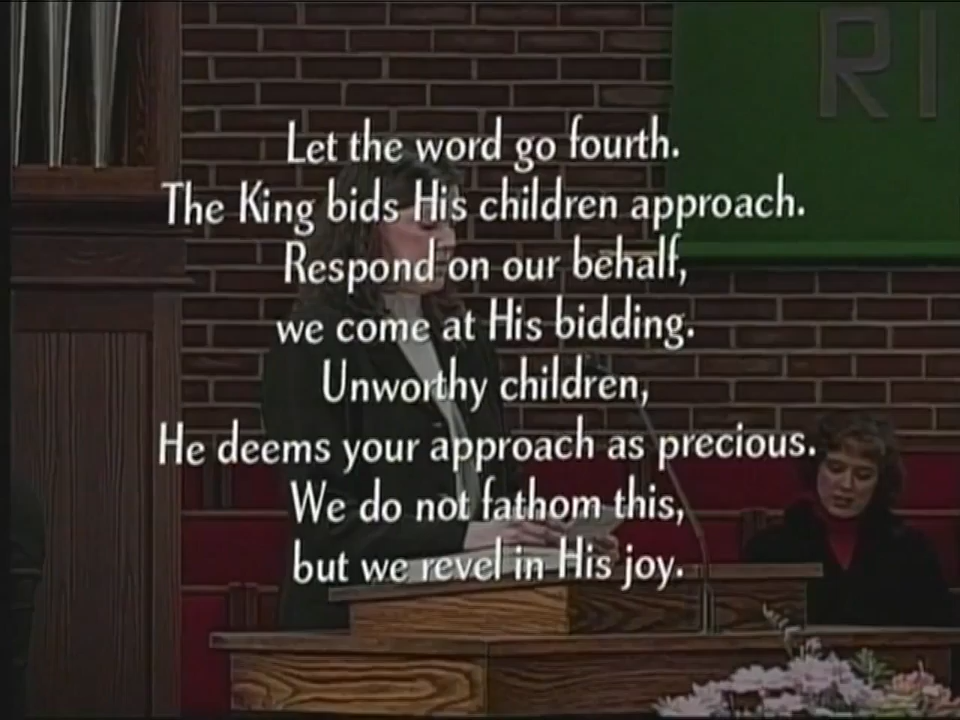 RI
Let the word go fourth.
The King bids His children approach.
Respond on our behalf,
we come at His bidding.
Unworthy children,
He deems your approach as precious.
We do not fathom this,
but we revel in His joy.